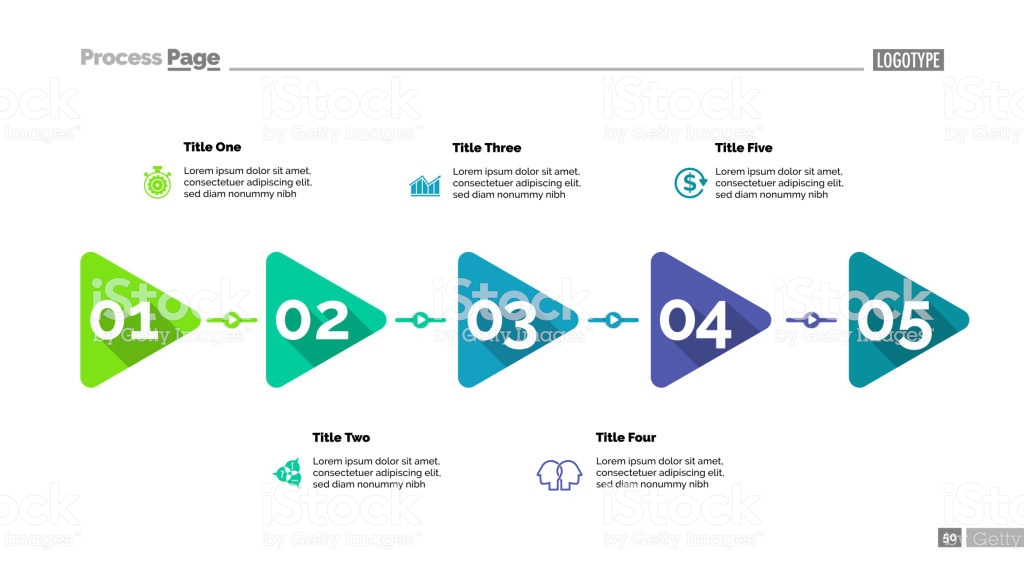 Process Page
LOGOTYPE
Title One
Lorem ipsum dolor sit amet,
consectetuer adipiscing elit,
sed diam nonummy nibh
Title Three
Lorem ipsum dolor sit amet,
consectetuer adipiscing elit,
sed diam nonummy nibh
Title Five
Lorem ipsum dolor sit amet,
consectetuer adipiscing elit,
sed diam nonummy nibh
01
02
03
04
05
Title Two
Lorem ipsum dolor sit amet,
consectetuer adipiscing elit,
sed diam nonummy nibh
Title Four
Lorem ipsum dolor sit amet,
consectetuer adipiscing elit,
sed diam nonummy nibh
iStock
by Getty Images™